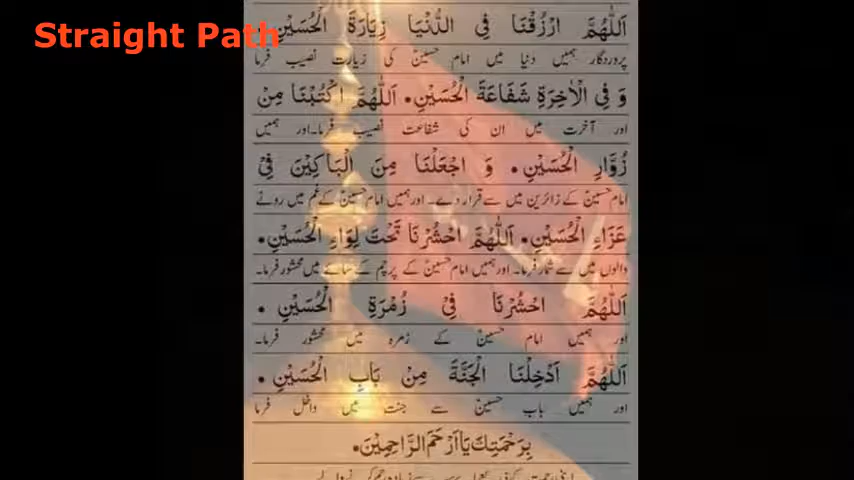 Straight Path
اَللّٰهُمَّ ارْزُقْنَا فِی الدُّنْیَا زِیَارَةَ الْحُسَیْنِ
پروردگار ہمیں دنیا میں امام حسینؑ کی زیارت نصیب فرما
وَ فِی الْاٰخِرَةِ شَفَاعَةَ الْحُسَیْنِ۔ اَللّٰهُمَّ اكْتُبْنَا مِنْ
اور آخرت میں ان کی شفاعت نصیب فرما۔ اور ہمیں
زُوَّارِ الْحُسَیْنِ۔ وَ اجْعَلْنَا مِنَ الْبَاكِیْنَ فِیْ
امام حسینؑ کے زائرین میں سے قرار دے۔ اور ہمیں امام حسینؑ کے غم میں رونے
عَزَاءِ الْحُسَیْنِ۔ اَللّٰهُمَّ احْشُرْنَا تَحْتَ لِوَاءِ الْحُسَیْنِ۔
والوں میں سے شمار فرما۔ اور ہمیں امام حسینؑ کے پرچم کے سائے میں محشور فرما۔
اَللّٰهُمَّ احْشُرْنَا فِیْ زُمْرَةِ الْحُسَیْنِ۔
اور ہمیں امام حسینؑ کے زمرہ میں محشور فرما۔
اَللّٰهُمَّ اَدْخِلْنَا الْجَنَّةَ مِنْ بَابِ الْحُسَیْنِ۔
اور ہمیں باب حسینؑ سے جنت میں داخل فرما
بِرَحْمَتِكَ یَا اَرْحَمَ الرَّاحِمِیْنَ۔